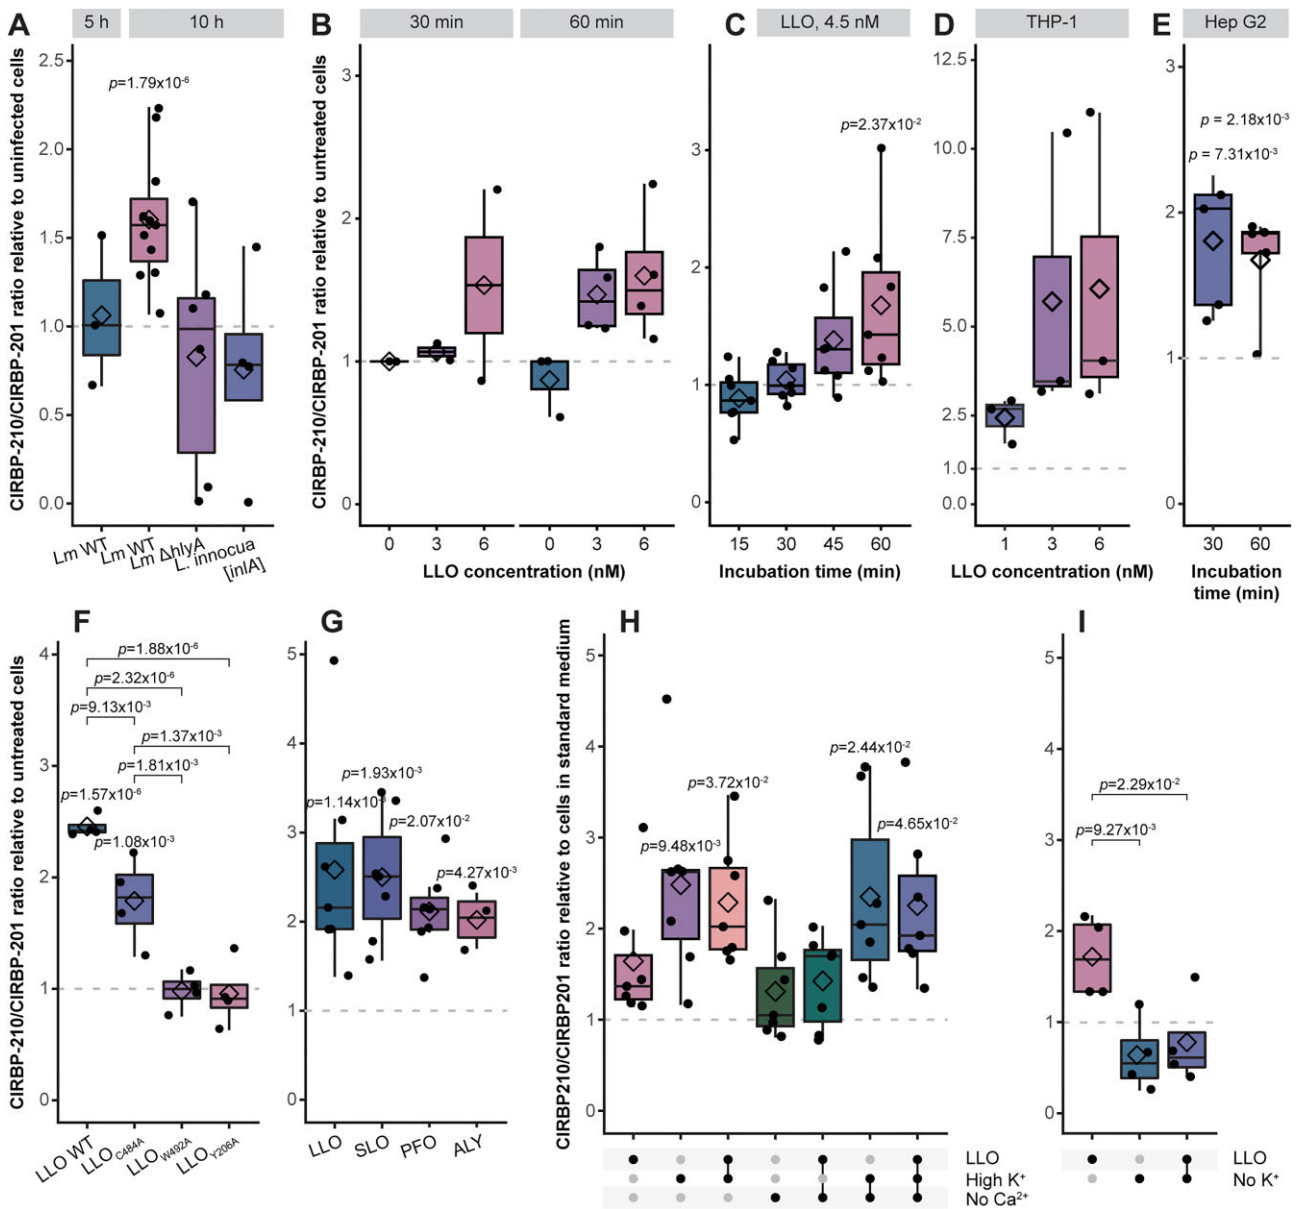 A
5 h
10 h
CIRBP-210/CIRBP-201 ratio relative to uninfected cells
2.5
2.0
1.5
1.0
0.5
0.0
p=1.79x10⁻⁶
Lm WT
Lm WT
Lm ΔhlyA
L. innocua
[inlA]
B
30 min
60 min
CIRBP-210/CIRBP-201 ratio relative to untreated cells
3
2
1
0
0
3
6
0
3
6
LLO concentration (nM)
C
LLO, 4.5 nM
3
2
1
0
p=2.37x10⁻²
15
30
45
60
Incubation time (min)
D
THP-1
12.5
10.0
7.5
5.0
2.5
1.0
0.0
1
3
6
LLO concentration (nM)
E
Hep G2
3
2
1
0
p = 2.18x10⁻³
p = 7.31x10⁻³
30
60
Incubation
time (min)
F
CIRBP-210/CIRBP-201 ratio relative to untreated cells
4
3
2
1
0
p=1.88x10⁻⁶
p=2.32x10⁻⁶
p=9.13x10⁻³
p=1.37x10⁻³
p=1.81x10⁻³
p=1.57x10⁻⁶
p=1.08x10⁻³
LLO WT
LLO C484A
LLO W492A
LLO Y206A
G
5
4
3
2
1
0
p=1.93x10⁻³
p=1.14x10⁻
p=2.07x10⁻²
p=4.27x10⁻³
LLO
SLO
PFO
ALY
H
CIRBP210/CIRBP201 ratio relative to cells in standard medium
5
4
3
2
1
0
p=2.44x10⁻²
p=3.72x10⁻²
p=4.65x10⁻²
p=9.48x10⁻³
LLO
High K⁺
No Ca²⁺
I
5
4
3
2
1
0
p=2.29x10⁻²
p=9.27x10⁻³
LLO
No K⁺